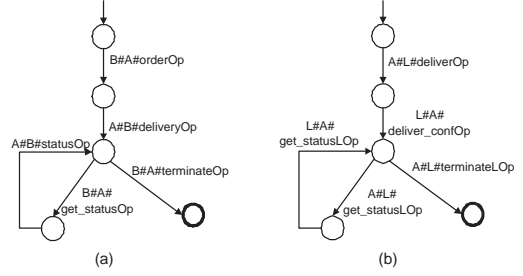 B#A#orderOp
A#B#deliveryOp
A#B#statusOp
B#A#terminateOp
B#A#
get_statusOp
(a)
A#L#deliverOp
L#A#
deliver_confOp
L#A#
get_statusLOp
A#L#terminateLOp
A#L#
get_statusLOp
(b)